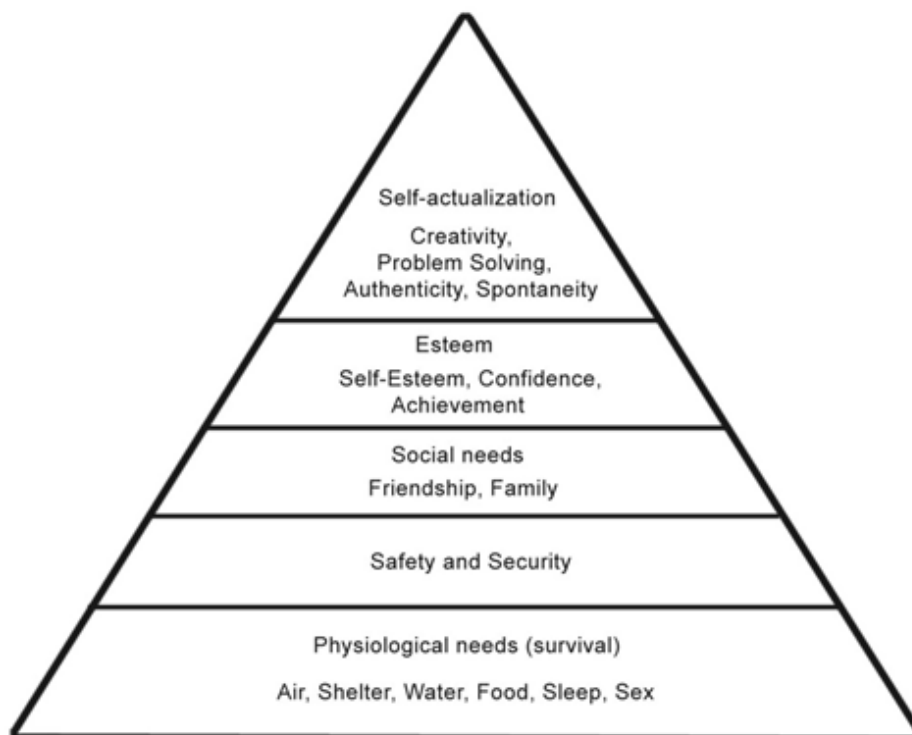 Self-actualization
Creativity,
Problem Solving,
Authenticity, Spontaneity
Esteem
Self-Esteem, Confidence,
Achievement
Social needs
Friendship, Family
Safety and Security
Physiological needs (survival)
Air, Shelter, Water, Food, Sleep, Sex